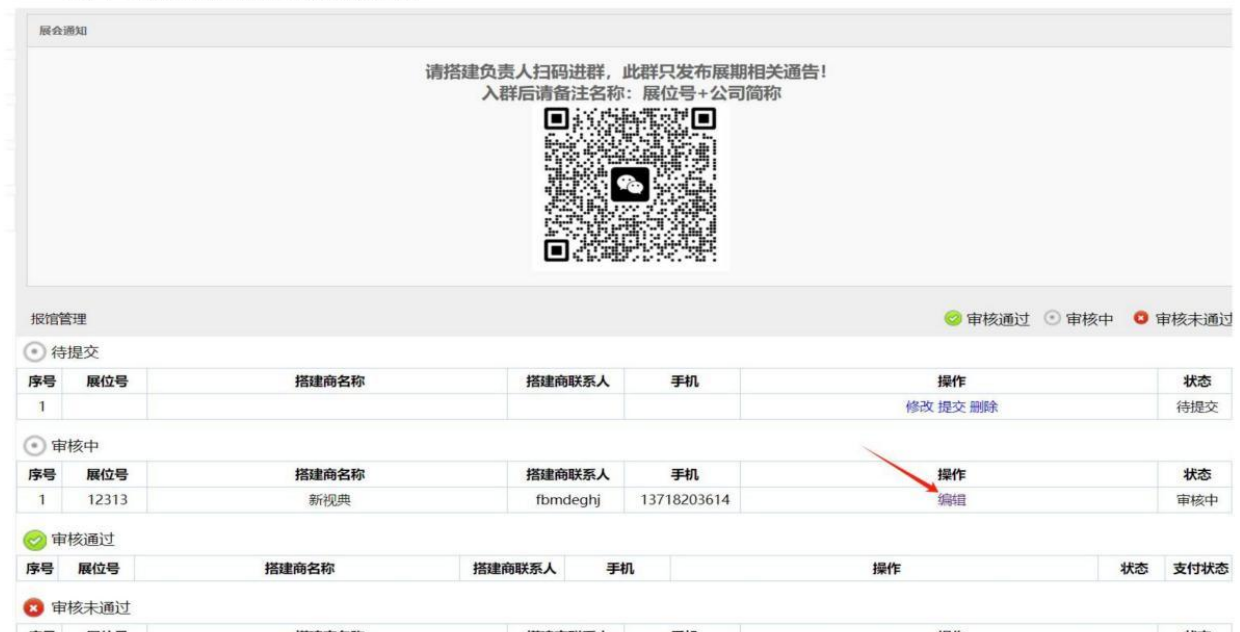 展会通知
请搭建负责人扫码进群，此群只发布展期相关通告！
入群后请备注名称：展位号+公司简称
报馆管理 审核通过 审核中 审核未通过
待提交
序号 展位号 搭建商名称 搭建商联系人 手机 操作 状态
1 修改 提交 删除 待提交
审核中
序号 展位号 搭建商名称 搭建商联系人 手机 操作 状态
1 12313 新视典 fbmdeghj 13718203614 编辑 审核中
审核通过
序号 展位号 搭建商名称 搭建商联系人 手机 操作 状态 支付状态
审核未通过